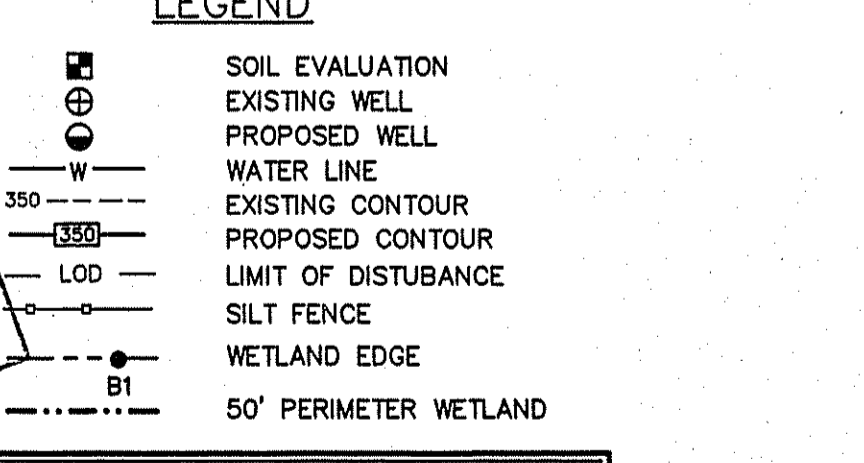 LEGEND
SOIL EVALUATION
EXISTING WELL
PROPOSED WELL
W WATER LINE
350 EXISTING CONTOUR
350 PROPOSED CONTOUR
LOD LIMIT OF DISTUBANCE
SILT FENCE
WETLAND EDGE
B1
50' PERIMETER WETLAND